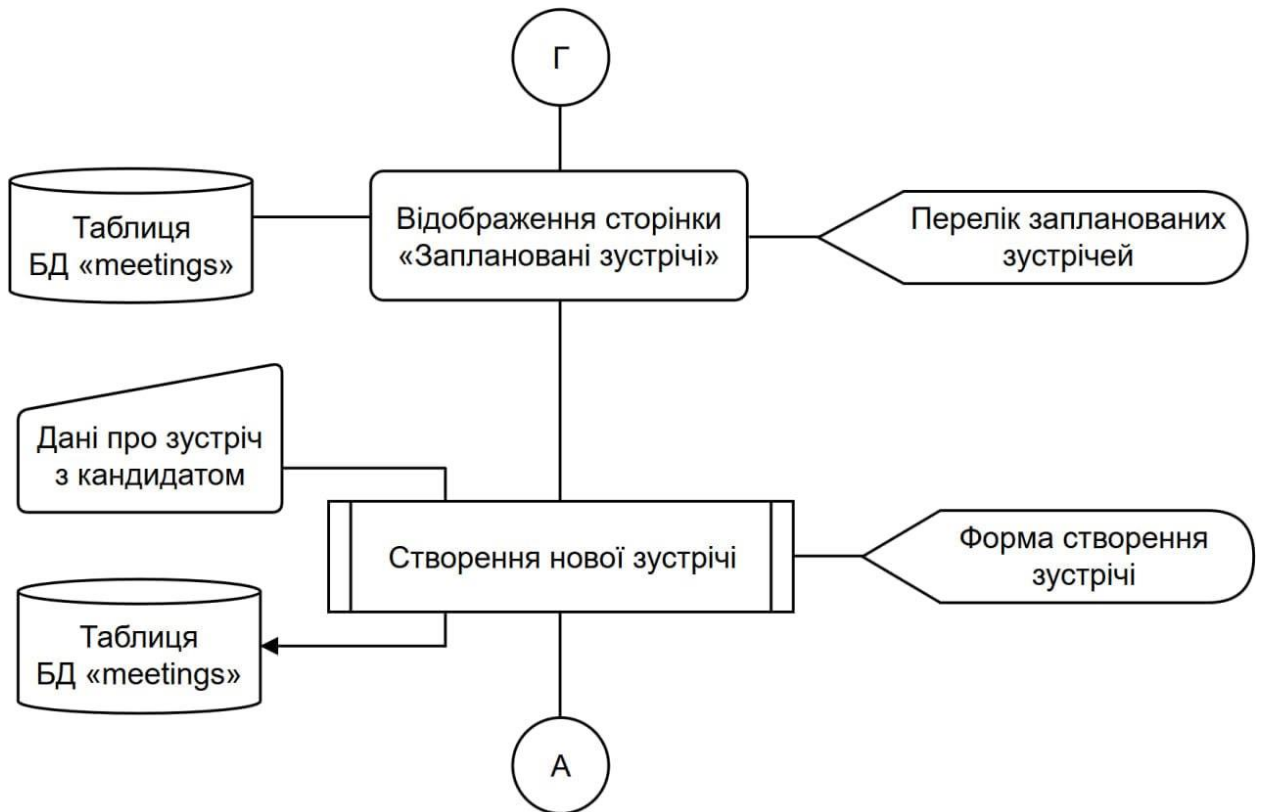 Г
Таблиця
БД «meetings»
Відображення сторінки
«Заплановані зустрічі»
Перелік запланованих
зустрічей
Дані про зустріч
з кандидатом
Створення нової зустрічі
Форма створення
зустрічі
Таблиця
БД «meetings»
А